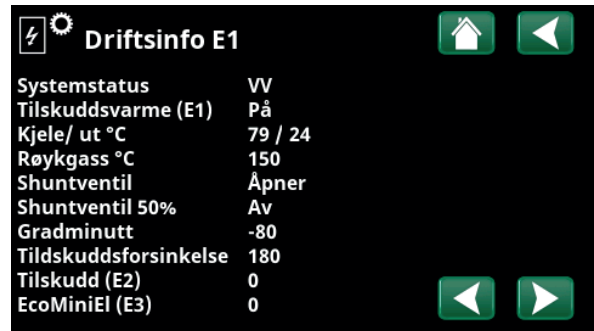 Driftsinfo E1
Systemstatus VV
Tilskuddsvarme (E1) På
Kjele/ ut °C 79 / 24
Røykgass °C 150
Shuntventil Åpner
Shuntventil 50% Av
Gradminutt -80
Tildskuddsforsinkelse 180
Tilskudd (E2) 0
EcoMiniEl (E3) 0